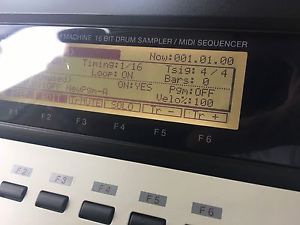 MACHINE 16 BIT DRUM SAMPLER / MIDI SEQUENCER
Now:001.01.00
Timing:1/16 Tsig: 4/ 4
Loop: ON Bars: 0
ON:YES Pgm:OFF
OFF NewPgm-A Velo%:100
SOLO Tr - Tr +
F1 F2 F3 F4 F5 F6
F2 F3 F4 F5 F6